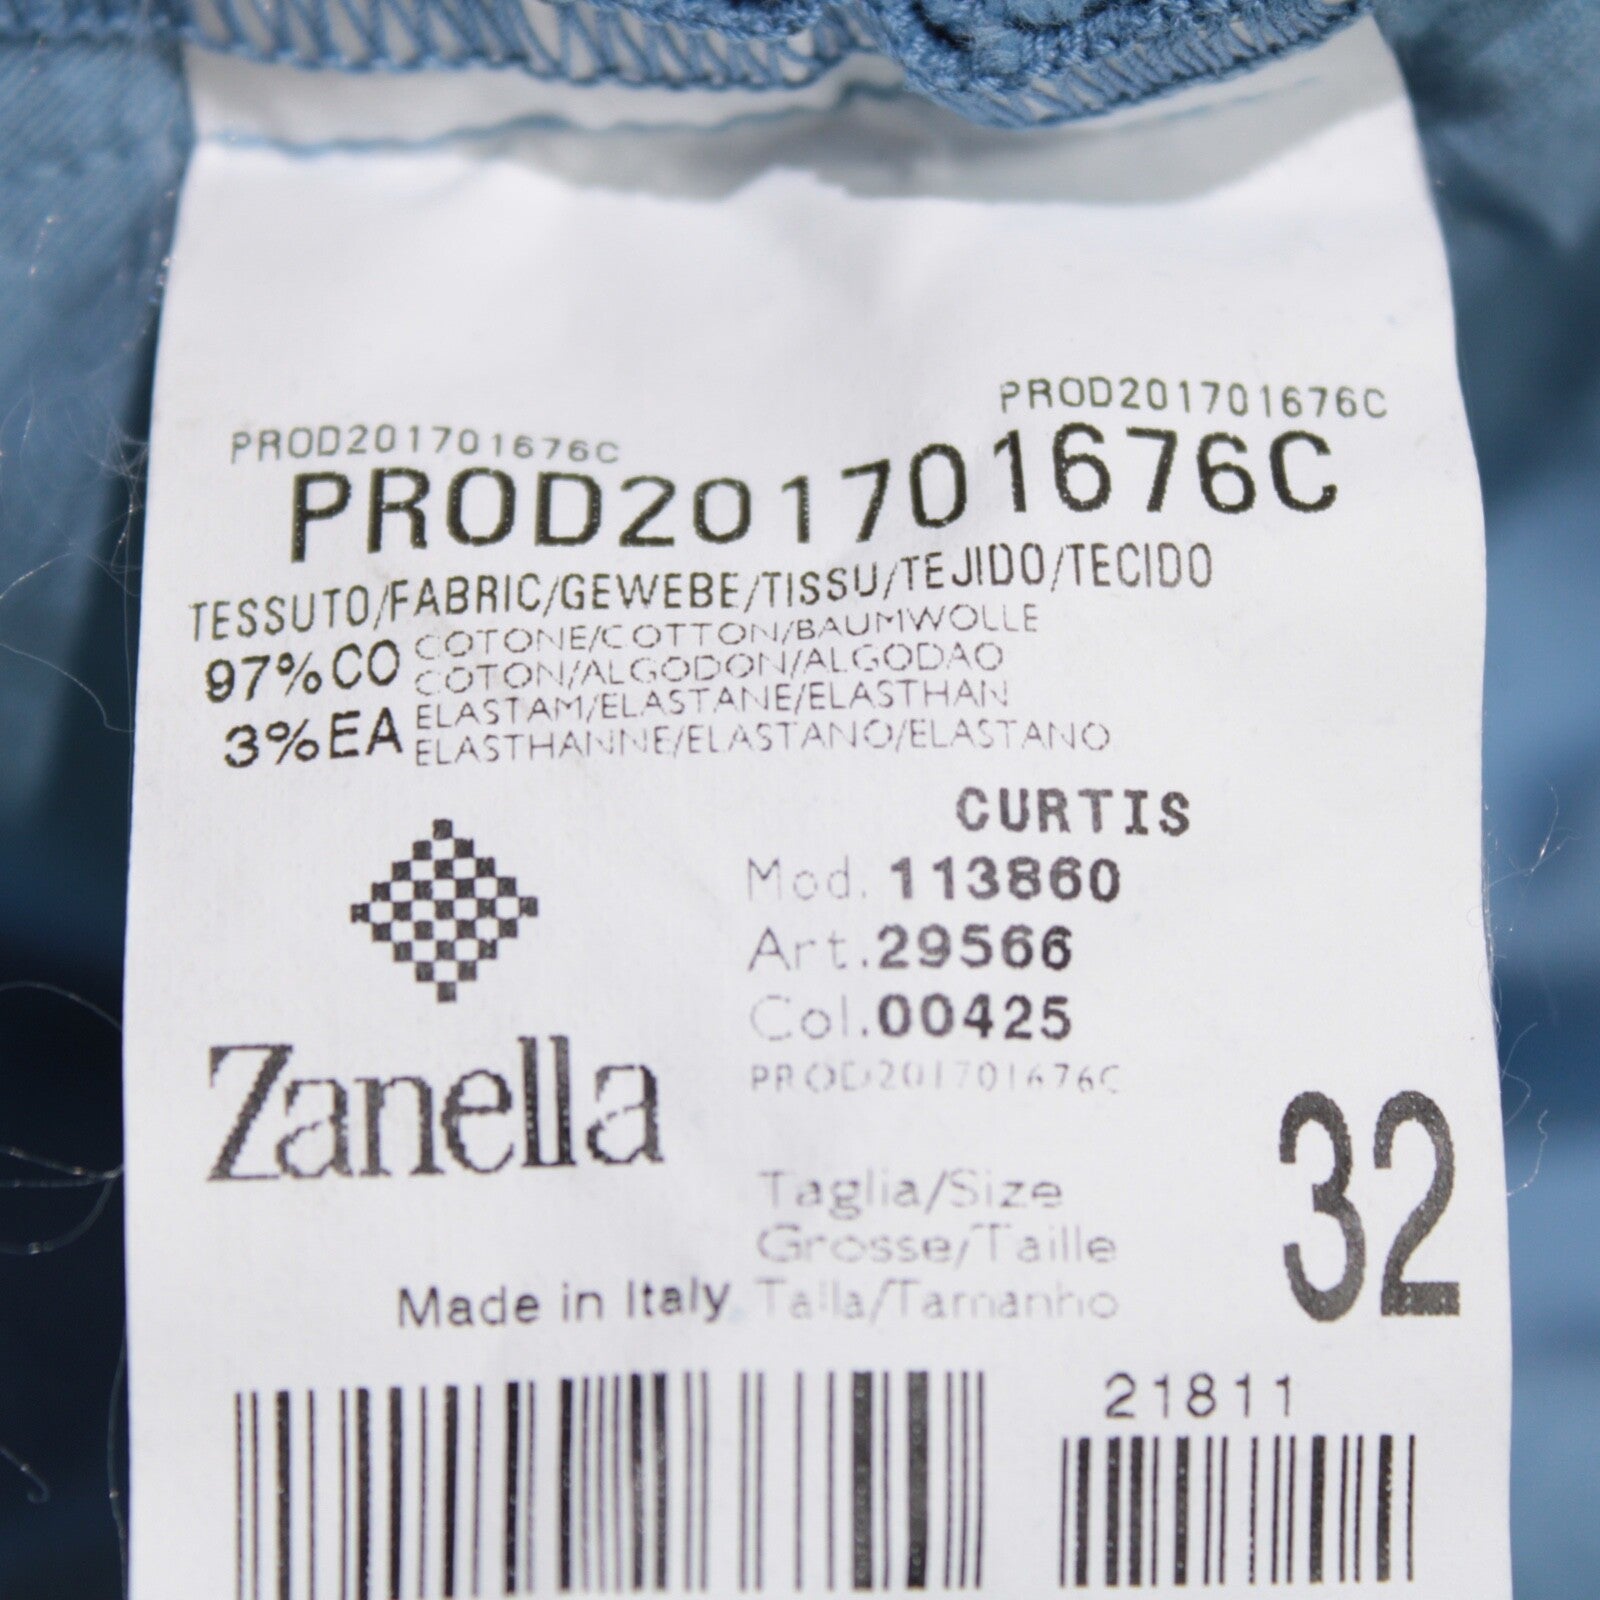 PROD201701676C
PROD201701676C
PROD201701676C
TESSUTO/FABRIC/GEWEBE/TISSU/TEJIDO/TECIDO
97%CO COTONE/COTTON/BAUMWOLLE
COTON/ALGODON/ALGODAO
3%EA ELASTAM/ELASTANE/ELASTHAN
ELASTHANNE/ELASTANO/ELASTANO
CURTIS
Mod. 113860
Art. 29566
Col. 00425
PROD201701676C
Zanella
Taglia/Size
Grosse/Taille
Talla/Tamanho
32
Made in Italy
21811